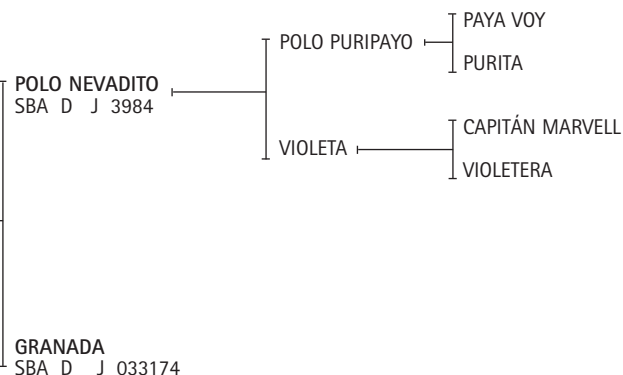 PAYA VOY
POLO PURIPAYO
PURITA
POLO NEVADITO
SBA D J 3984
CAPITÁN MARVELL
VIOLETA
VIOLETERA
GRANADA
SBA D J 033174